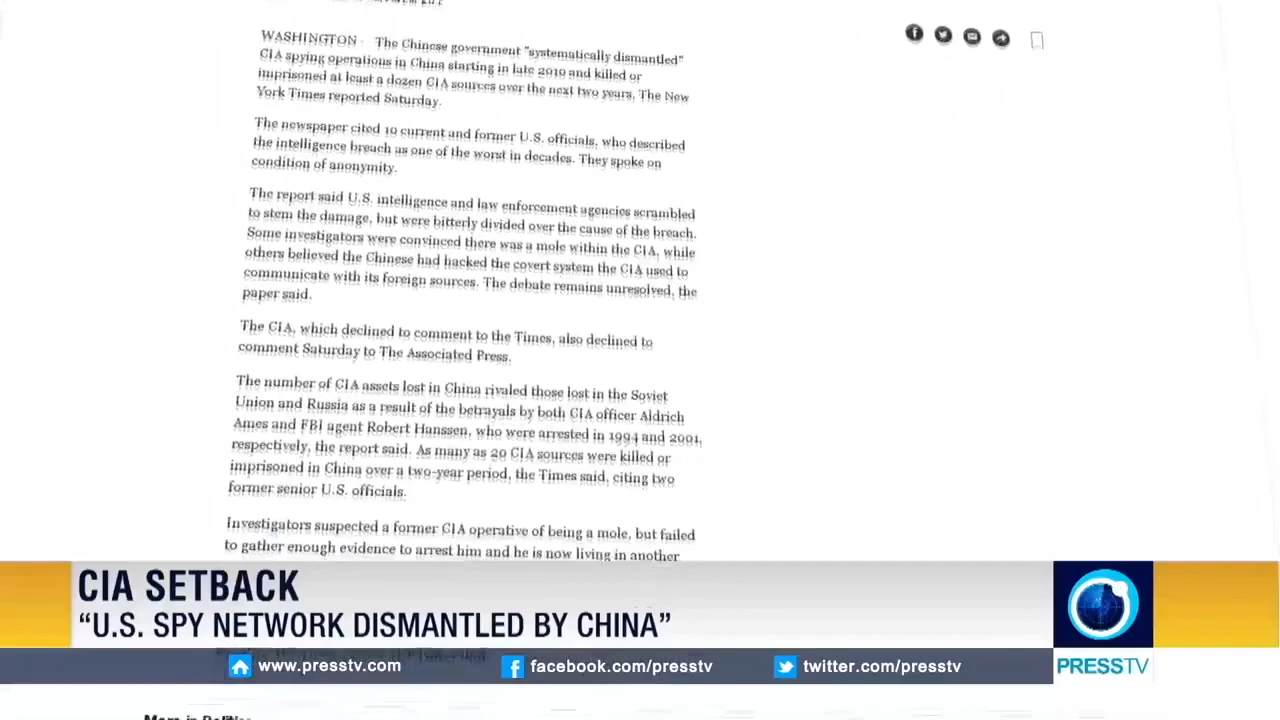 WASHINGTON - The Chinese government "systematically dismantled"
CIA spying operations in China starting in late 2010 and killed or
imprisoned at least a dozen CIA sources over the next two years, The New
York Times reported Saturday.
The newspaper cited 10 current and former U.S. officials, who described
the intelligence breach as one of the worst in decades. They spoke on
condition of anonymity.
The report said U.S. intelligence and law enforcement agencies scrambled
to stem the damage, but were bitterly divided over the cause of the breach.
Some investigators were convinced there was a mole within the CIA, while
others believed the Chinese had hacked the covert system the CIA used to
communicate with its foreign sources. The debate remains unresolved, the
paper said.
The CIA, which declined to comment to the Times, also declined to
comment Saturday to The Associated Press.
The number of CIA assets lost in China rivaled those lost in the Soviet
Union and Russia as a result of the betrayals by both CIA officer Aldrich
Ames and FBI agent Robert Hanssen, who were arrested in 1994 and 2001,
respectively, the report said. As many as 20 CIA sources were killed or
imprisoned in China over a two-year period, the Times said, citing two
former senior U.S. officials.
Investigators suspected a former CIA operative of being a mole, but failed
to gather enough evidence to arrest him and he is now living in another
CIA SETBACK
“U.S. SPY NETWORK DISMANTLED BY CHINA”
www.presstv.com facebook.com/presstv twitter.com/presstv PRESSTV
More in Politics